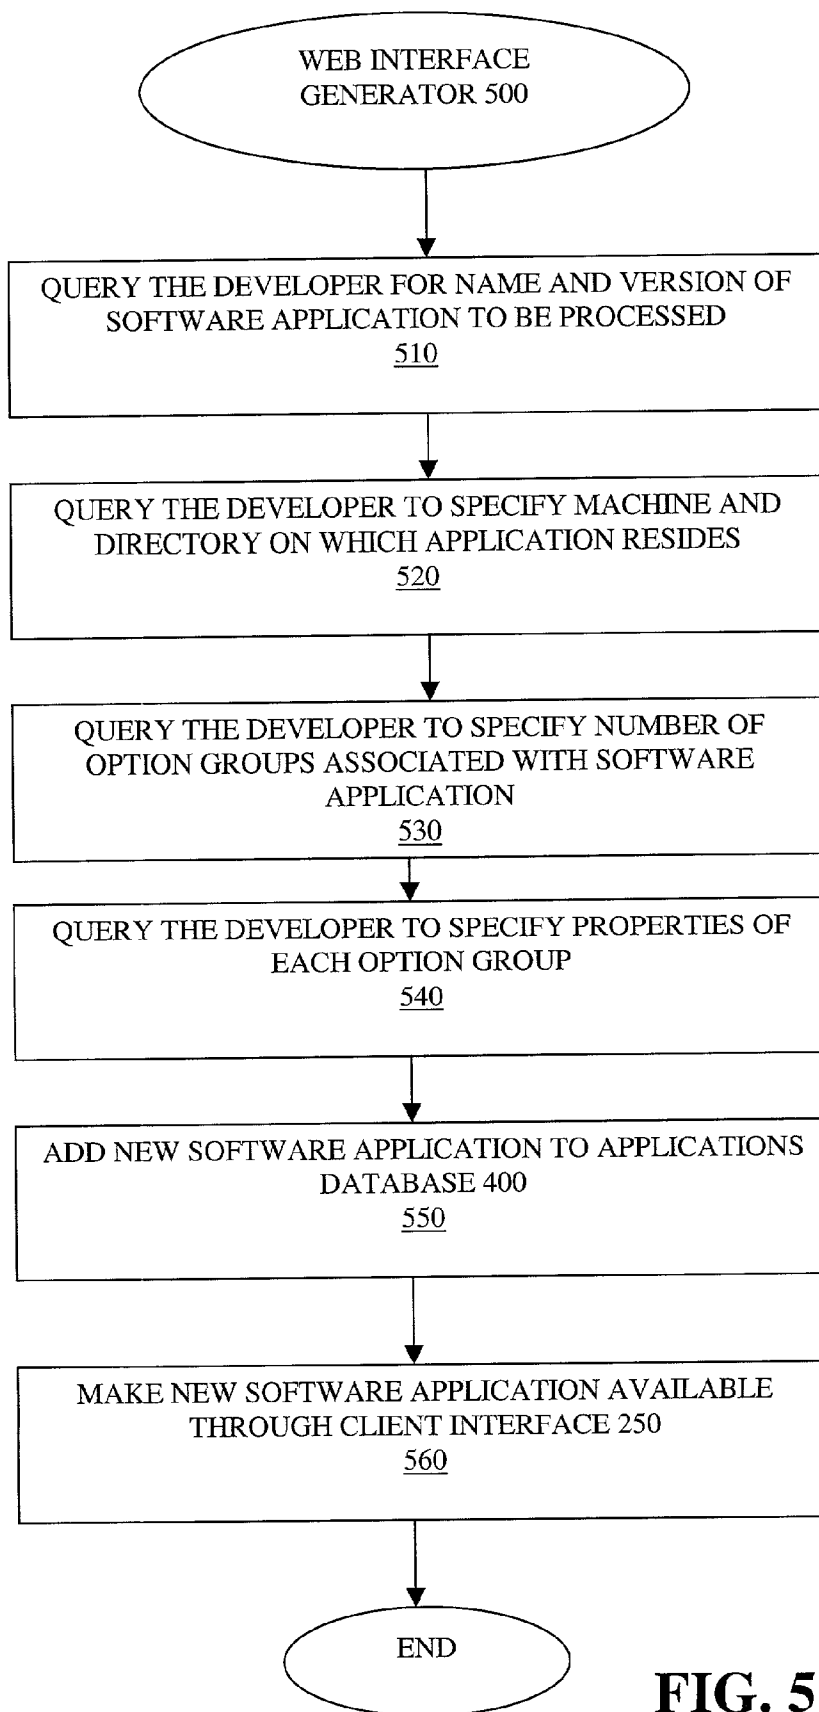 WEB INTERFACE
GENERATOR 500
QUERY THE DEVELOPER FOR NAME AND VERSION OF
SOFTWARE APPLICATION TO BE PROCESSED
510
QUERY THE DEVELOPER TO SPECIFY MACHINE AND
DIRECTORY ON WHICH APPLICATION RESIDES
520
QUERY THE DEVELOPER TO SPECIFY NUMBER OF
OPTION GROUPS ASSOCIATED WITH SOFTWARE
APPLICATION
530
QUERY THE DEVELOPER TO SPECIFY PROPERTIES OF
EACH OPTION GROUP
540
ADD NEW SOFTWARE APPLICATION TO APPLICATIONS
DATABASE 400
550
MAKE NEW SOFTWARE APPLICATION AVAILABLE
THROUGH CLIENT INTERFACE 250
560
END
FIG. 5